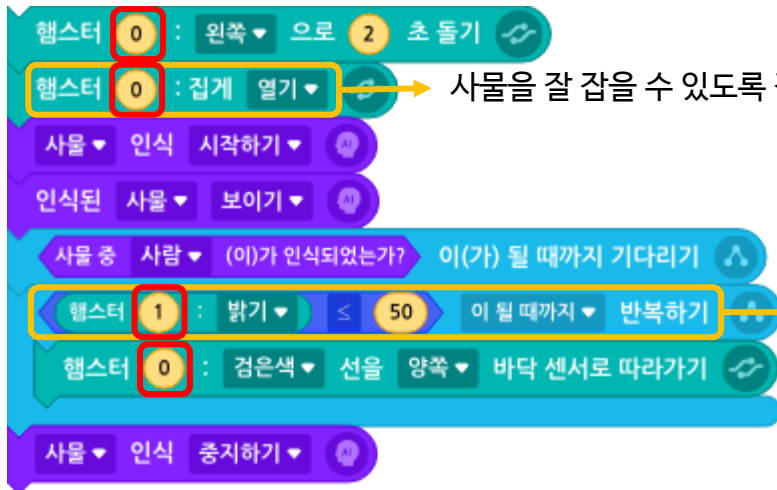 햄스터 0 : 왼쪽 으로 2 초 돌기
햄스터 0 : 집게 열기
사물을 잘 잡을 수 있도록
사물 인식 시작하기 AI
인식된 사물 보이기 AI
사물 중 사람 (이)가 인식되었는가? 이(가) 될 때까지 기다리기
햄스터 1 : 밝기 ≤ 50 이 될 때까지 반복하기
햄스터 0 : 검은색 선을 양쪽 바닥 센서로 따라가기
사물 인식 중지하기 AI